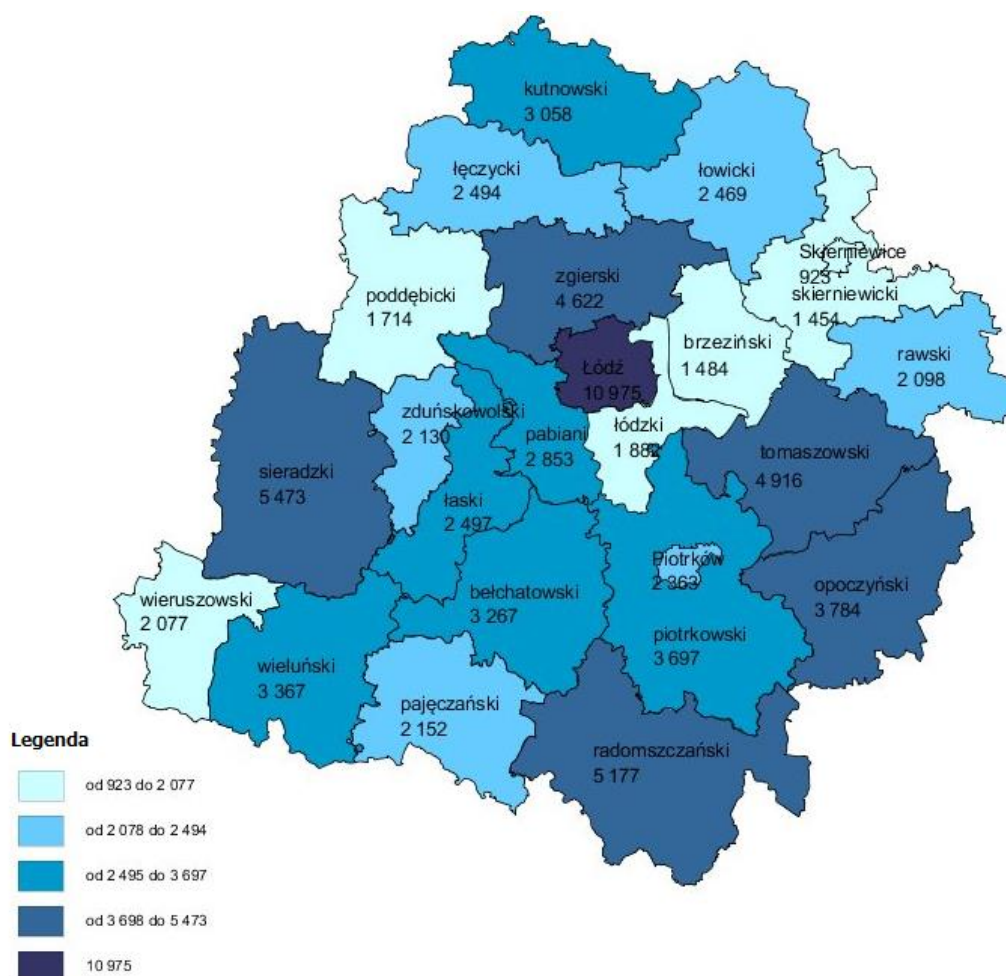 kutnowski
3 058
łęczycki
2 494
łowicki
2 469
Skierniewice
923
zgierski
4 622
poddębicki
1 714
skierniewicki
1 454
brzeziński
1 484
rawski
2 098
Łódź
10 975
zduńskowolski
2 130
pabiani
2 853
łódzki
1 882
tomaszowski
4 916
sieradzki
5 473
łaski
2 497
Piotrków
2 363
opoczyński
3 784
bełchatowski
3 267
wieruszowski
2 077
piotrkowski
3 697
wieluński
3 367
pajęczański
2 152
radomszczański
5 177
Legenda
od 923 do 2 077
od 2 078 do 2 494
od 2 495 do 3 697
od 3 698 do 5 473
10 975